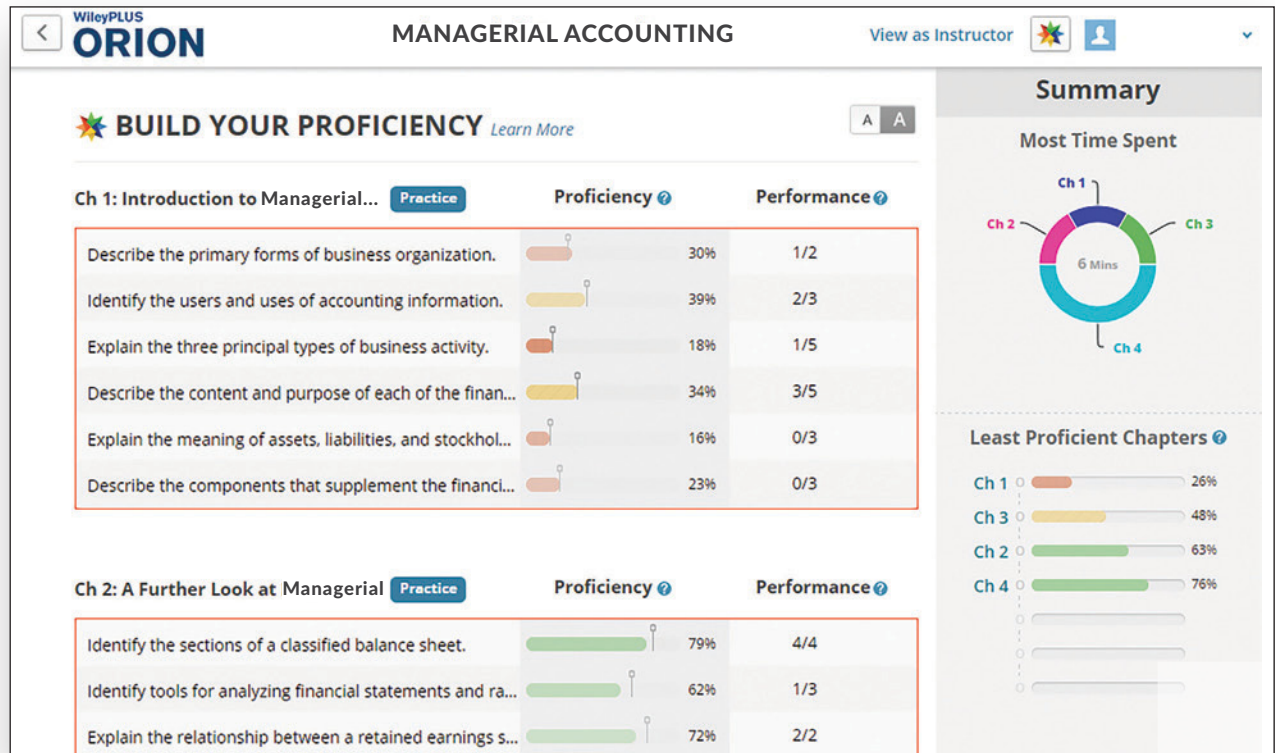 WileyPLUS
ORION
MANAGERIAL ACCOUNTING
View as Instructor
BUILD YOUR PROFICIENCY Learn More
A A
Ch 1: Introduction to Managerial... Practice Proficiency ? Performance ?
Describe the primary forms of business organization. 30% 1/2
Identify the users and uses of accounting information. 39% 2/3
Explain the three principal types of business activity. 18% 1/5
Describe the content and purpose of each of the finan... 34% 3/5
Explain the meaning of assets, liabilities, and stockhol... 16% 0/3
Describe the components that supplement the financi... 23% 0/3
Ch 2: A Further Look at Managerial Practice Proficiency ? Performance ?
Identify the sections of a classified balance sheet. 79% 4/4
Identify tools for analyzing financial statements and ra... 62% 1/3
Explain the relationship between a retained earnings s... 72% 2/2
Summary
Most Time Spent
Ch 1
Ch 2
Ch 3
6 Mins
Ch 4
Least Proficient Chapters ?
Ch 1 26%
Ch 3 48%
Ch 2 63%
Ch 4 76%